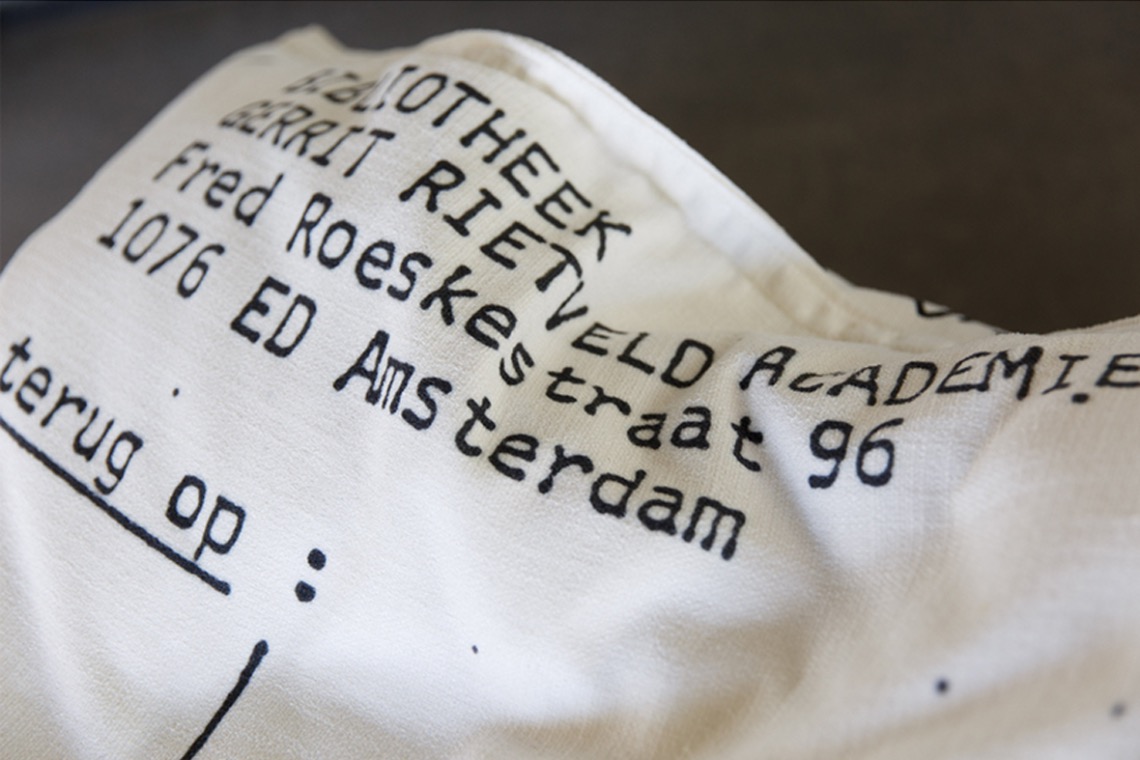 BIBLIOTHEEK
GERRIT RIETVELD ACADEMIE
Fred Roeskestraat 96
1076 ED Amsterdam
terug op :